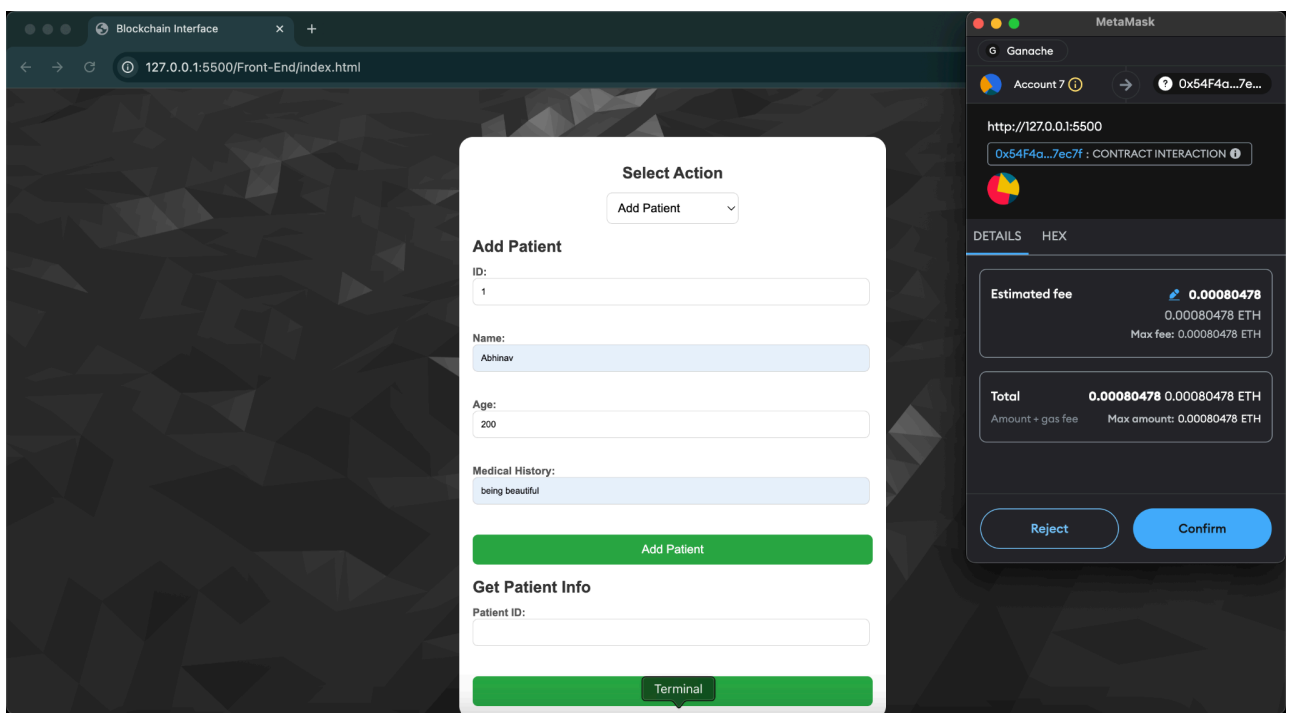 Blockchain Interface
127.0.0.1:5500/Front-End/index.html
Select Action
Add Patient
Add Patient
ID:
1
Name:
Abhinav
Age:
200
Medical History:
being beautiful
Add Patient
Get Patient Info
Patient ID:
Terminal
MetaMask
G Ganache
Account 7
0x54F4a...7e...
http://127.0.0.1:5500
0x54F4a...7ec7f : CONTRACT INTERACTION
DETAILS HEX
Estimated fee 0.00080478
0.00080478 ETH
Max fee: 0.00080478 ETH
Total 0.00080478 0.00080478 ETH
Amount + gas fee Max amount: 0.00080478 ETH
Reject Confirm